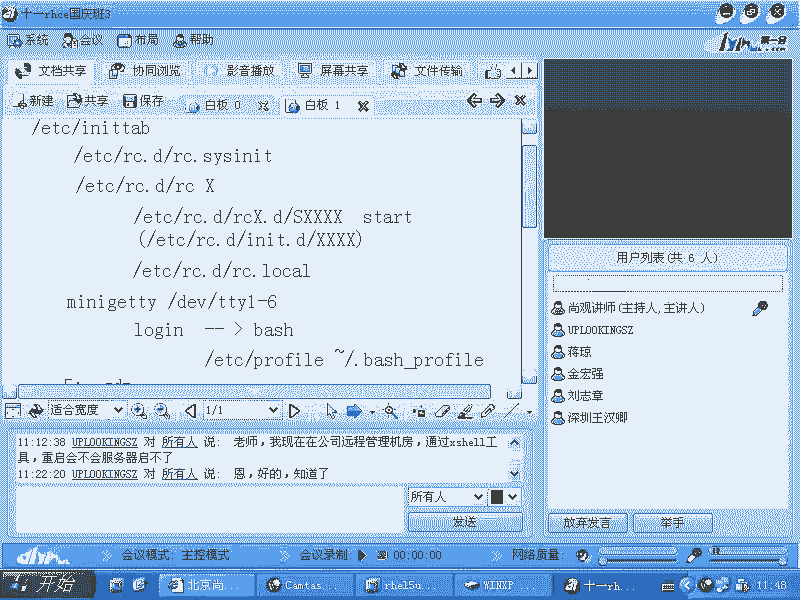 十一rhce国庆班3
系统 会议 布局 帮助
文档共享 协同浏览 影音播放 屏幕共享 文件传输
新建 共享 保存 白板 0 白板 1
/etc/inittab
/etc/rc.d/rc.sysinit
/etc/rc.d/rc X
/etc/rc.d/rcX.d/SXXXX start
(/etc/rc.d/init.d/XXXX)
/etc/rc.d/rc.local
minigetty /dev/tty1-6
login -- > bash
/etc/profile ~/.bash_profile
适合宽度 1/1
11:12:38 UPLOOKINGSZ 对 所有人 说: 老师，我现在在公司远程管理机房，通过xshell工
具，重启会不会服务器启不了
11:22:20 UPLOOKINGSZ 对 所有人 说: 恩，好的，知道了
所有人
发送
用户列表(共 6 人)
尚观讲师(主持人,主讲人)
UPLOOKINGSZ
蒋琼
金宏强
刘志章
深圳王汉卿
放弃发言 举手
会议模式: 主控模式 会议录制: 00:00:00 网络质量:
开始 北京尚... Camtas... rhel5u... WINXP 十一rh... 11:48